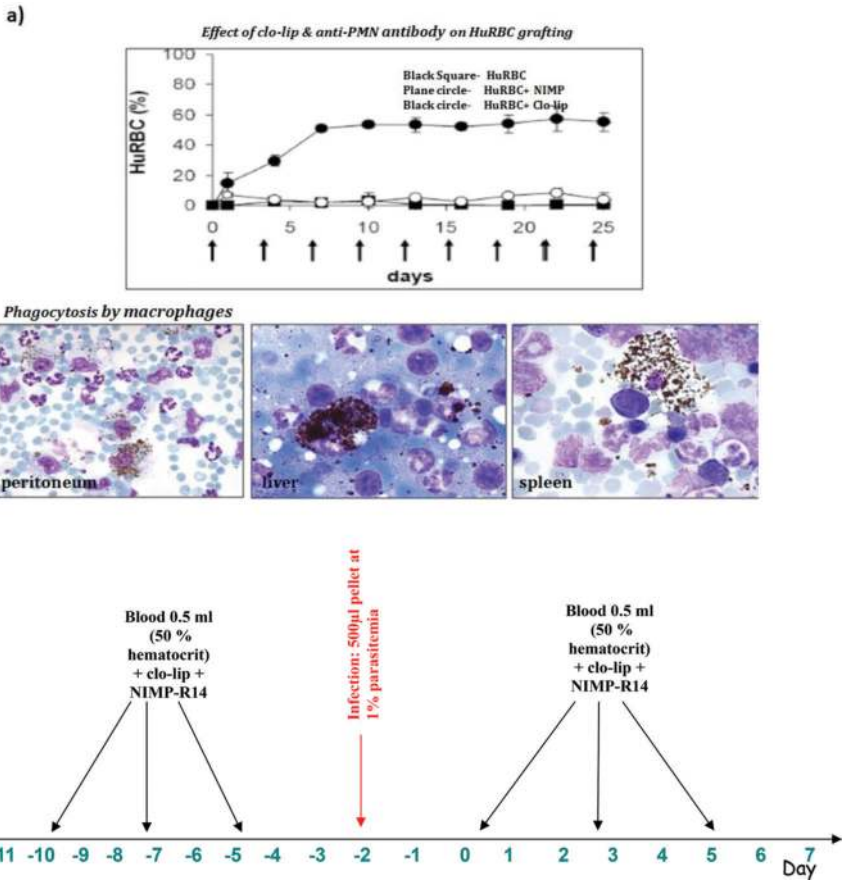 a)
Effect of clo-lip & anti-PMN antibody on HuRBC grafting
100
80
60
40
20
0
HuRBC (%)
Black Square- HuRBC
Plane circle- HuRBC+ NIMP
Black circle- HuRBC+ Clo-lip
0 5 10 15 20 25
days
Phagocytosis by macrophages
peritoneum
liver
spleen
Blood 0.5 ml
(50 %
hematocrit)
+ clo-lip +
NIMP-R14
Infection: 500µl pellet at
1% parasitemia
Blood 0.5 ml
(50 %
hematocrit)
+ clo-lip +
NIMP-R14
11 -10 -9 -8 -7 -6 -5 -4 -3 -2 -1 0 1 2 3 4 5 6 7
Day